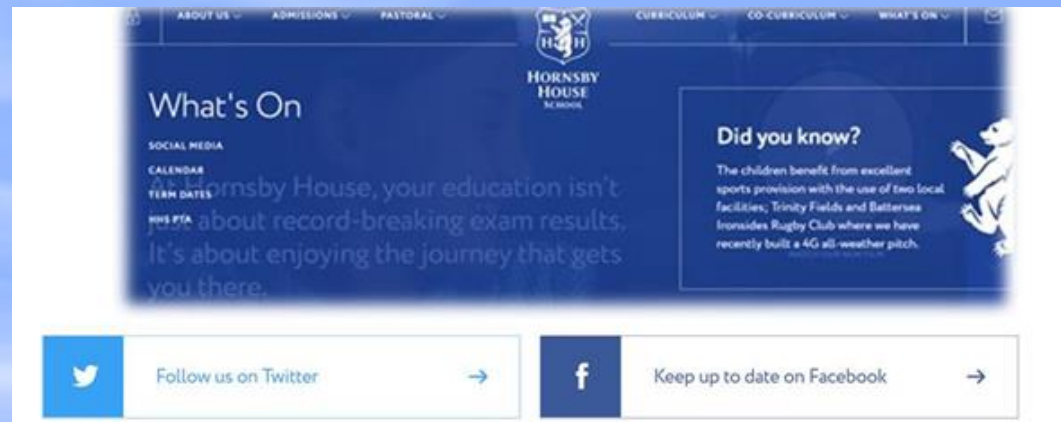 ABOUT US
ADMISSIONS
PASTORAL
CURRICULUM
CO-CURRICULUM
WHAT'S ON
H H
HORNSBY
HOUSE
SCHOOL
What's On
SOCIAL MEDIA
CALENDAR
TERM DATES
HHS PTA
At Hornsby House, your education isn't
just about record-breaking exam results.
It's about enjoying the journey that gets
you there.
Did you know?
The children benefit from excellent
sports provision with the use of two local
facilities; Trinity Fields and Battersea
Ironsides Rugby Club where we have
recently built a 4G all-weather pitch.
Follow us on Twitter
Keep up to date on Facebook